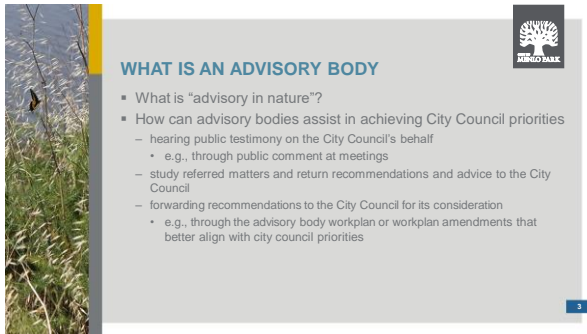 CITY OF
MENLO PARK
WHAT IS AN ADVISORY BODY
▪ What is “advisory in nature”?
▪ How can advisory bodies assist in achieving City Council priorities
– hearing public testimony on the City Council’s behalf
• e.g., through public comment at meetings
– study referred matters and return recommendations and advice to the City
Council
– forwarding recommendations to the City Council for its consideration
• e.g., through the advisory body workplan or workplan amendments that
better align with city council priorities
3